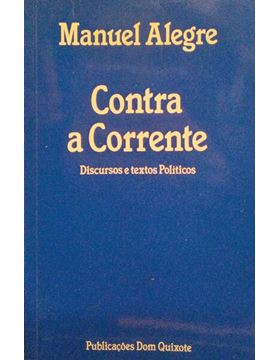 Manuel Alegre
Contra
a Corrente
Discursos e textos Políticos
Publicações Dom Quixote